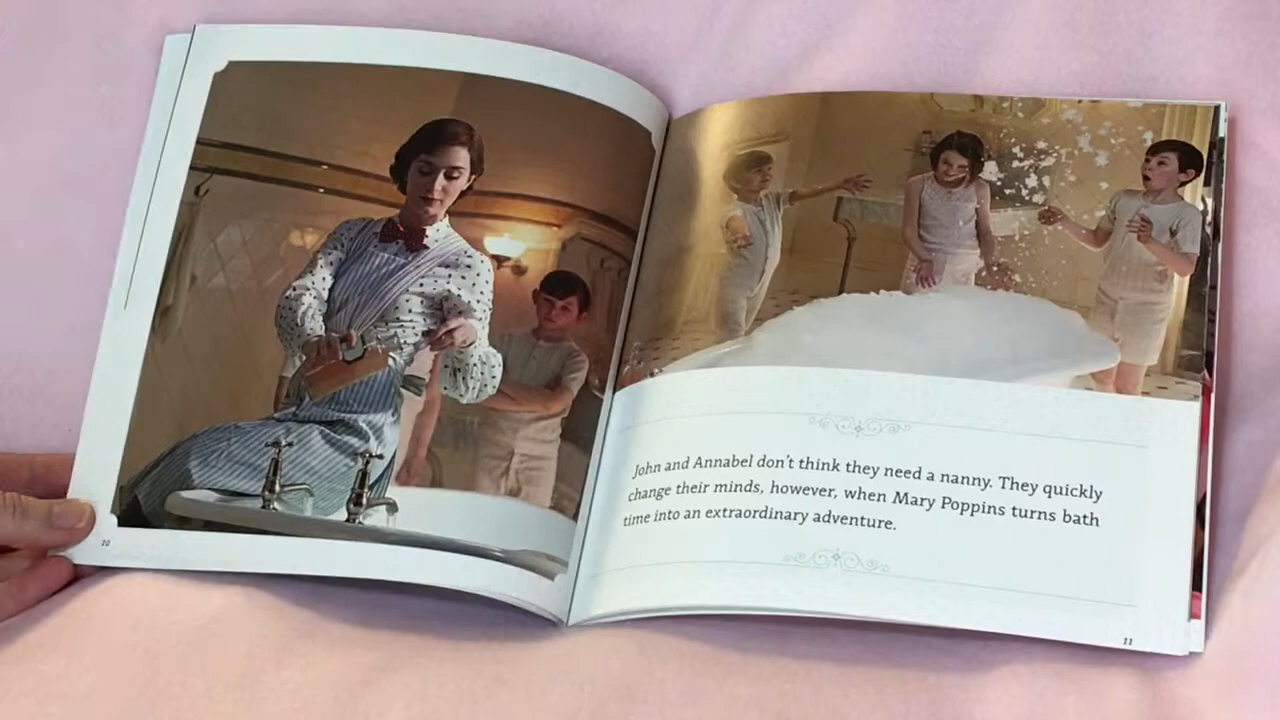 John and Annabel don't think they need a nanny. They quickly
change their minds, however, when Mary Poppins turns bath
time into an extraordinary adventure.
10
11